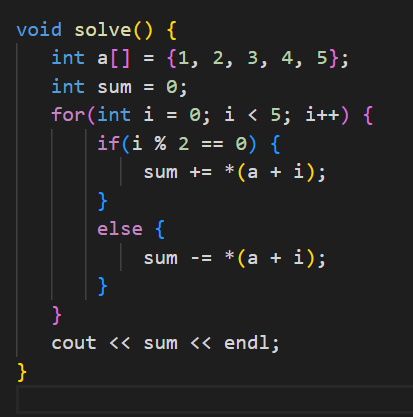 void solve() {
    int a[] = {1, 2, 3, 4, 5};
    int sum = 0;
    for(int i = 0; i < 5; i++) {
        if(i % 2 == 0) {
            sum += *(a + i);
        }
        else {
            sum -= *(a + i);
        }
    }
    cout << sum << endl;
}